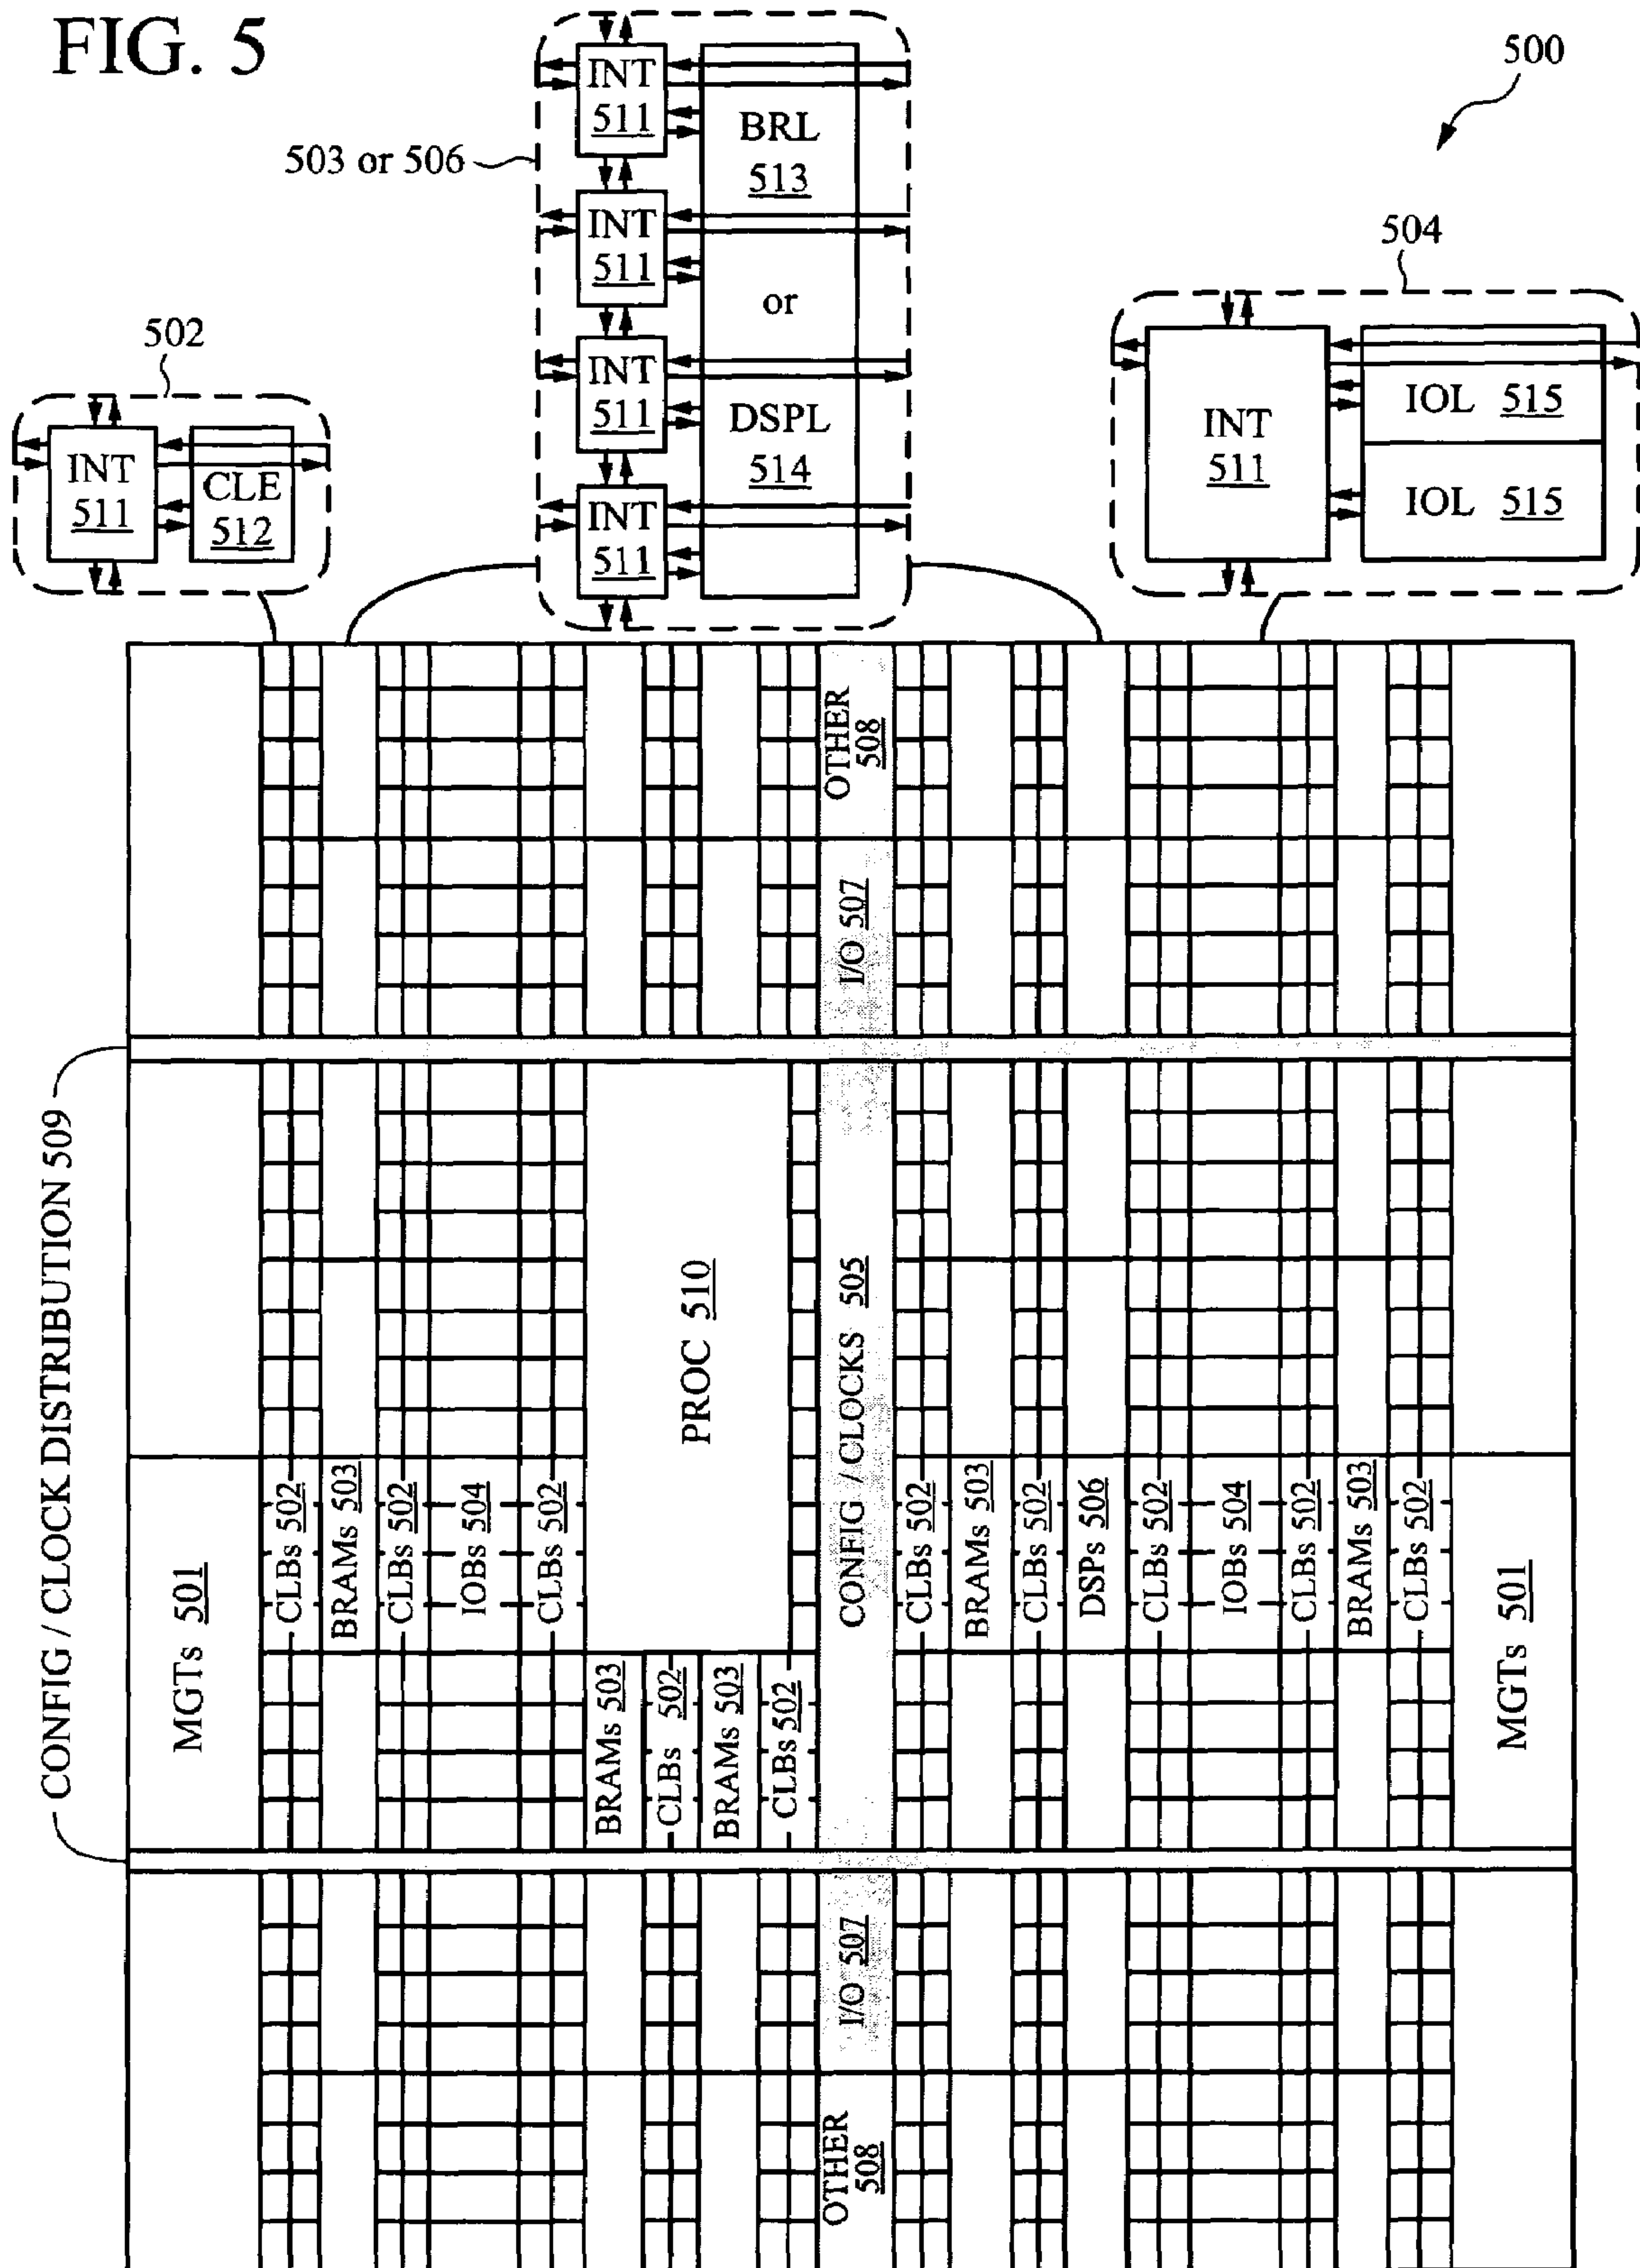 FIG. 5
500
503 or 506
INT
511
INT
511
INT
511
INT
511
BRL
513
or
DSPL
514
504
INT
511
IOL 515
IOL 515
502
INT
511
CLE
512
OTHER
508
I/O 507
CONFIG / CLOCK DISTRIBUTION 509
PROC 510
CONFIG / CLOCKS 505
MGTs 501
CLBs 502
BRAMs 503
CLBs 502
IOBs 504
CLBs 502
BRAMs 503
CLBs 502
BRAMs 503
CLBs 502
CLBs 502
BRAMs 503
CLBs 502
DSPs 506
CLBs 502
IOBs 504
CLBs 502
BRAMs 503
CLBs 502
MGTs 501
I/O 507
OTHER
508